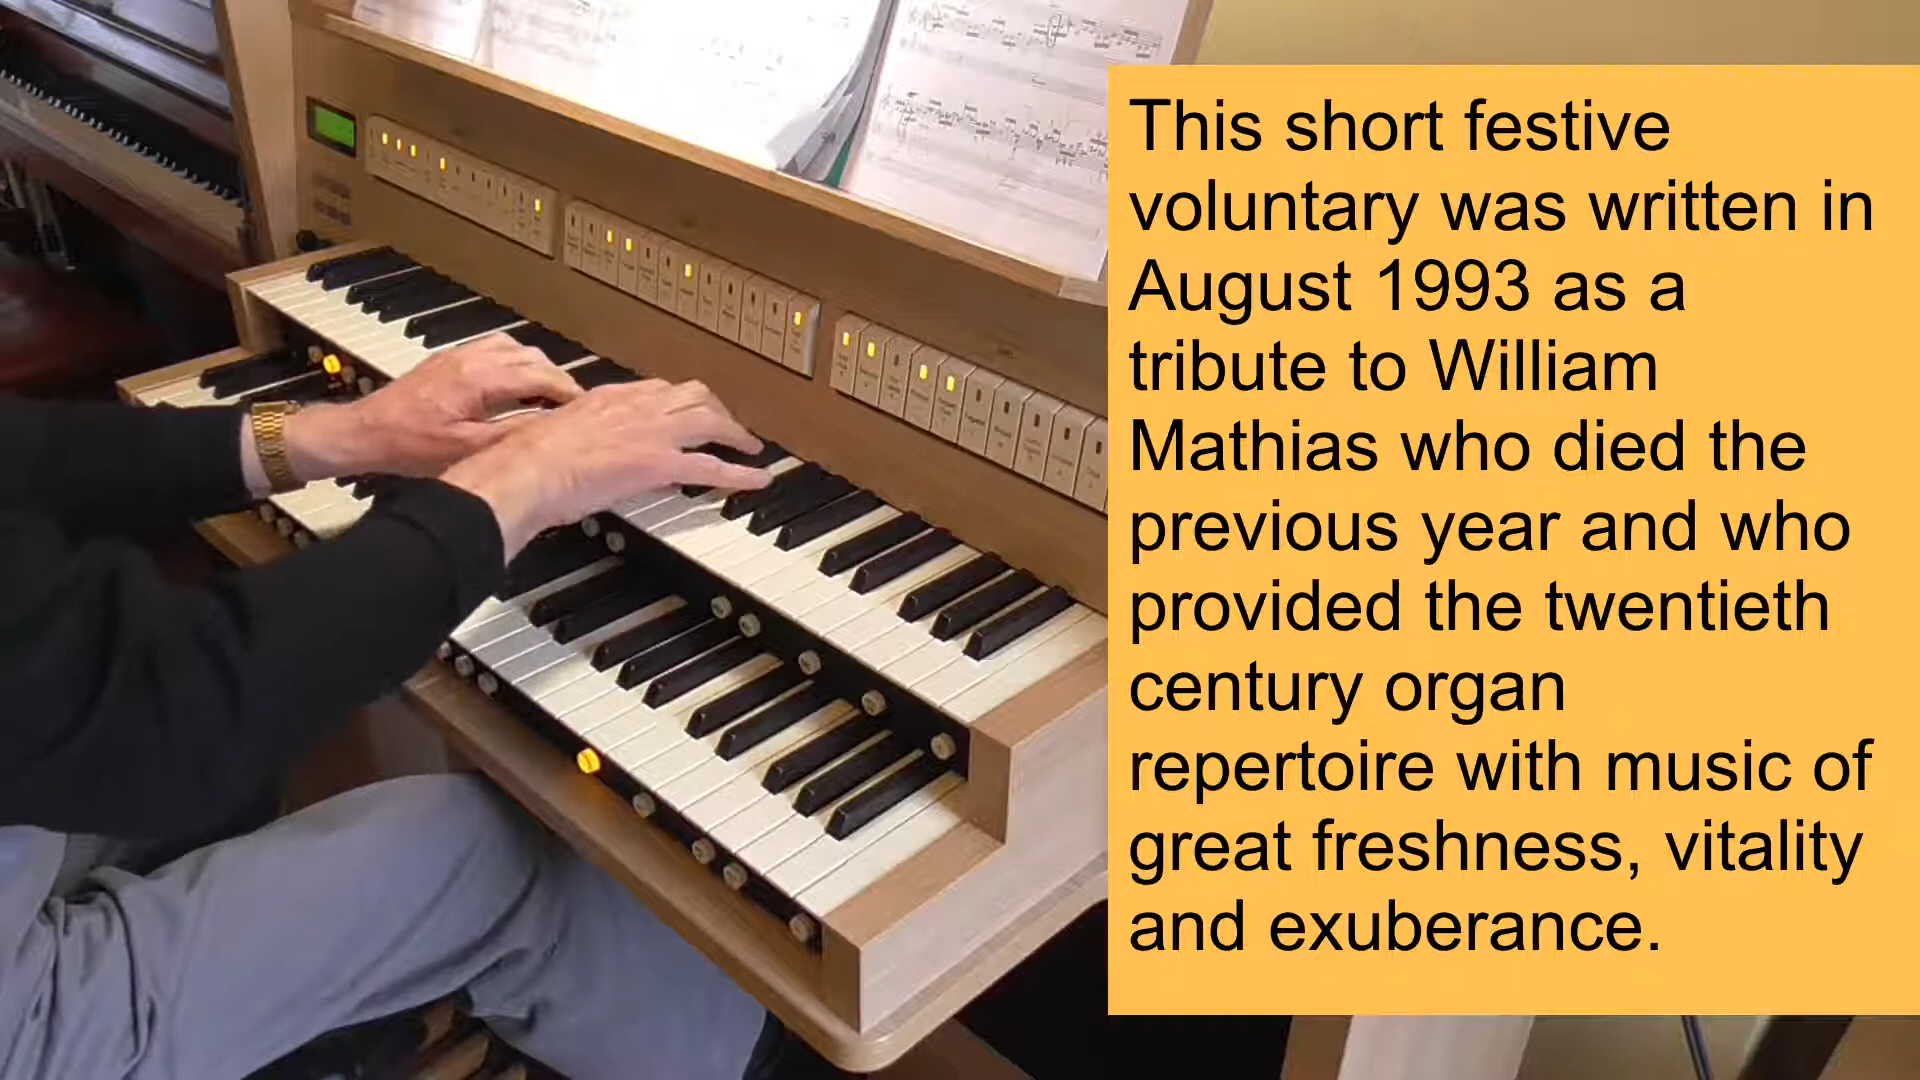 This short festive
voluntary was written in
August 1993 as a
tribute to William
Mathias who died the
previous year and who
provided the twentieth
century organ
repertoire with music of
great freshness, vitality
and exuberance.